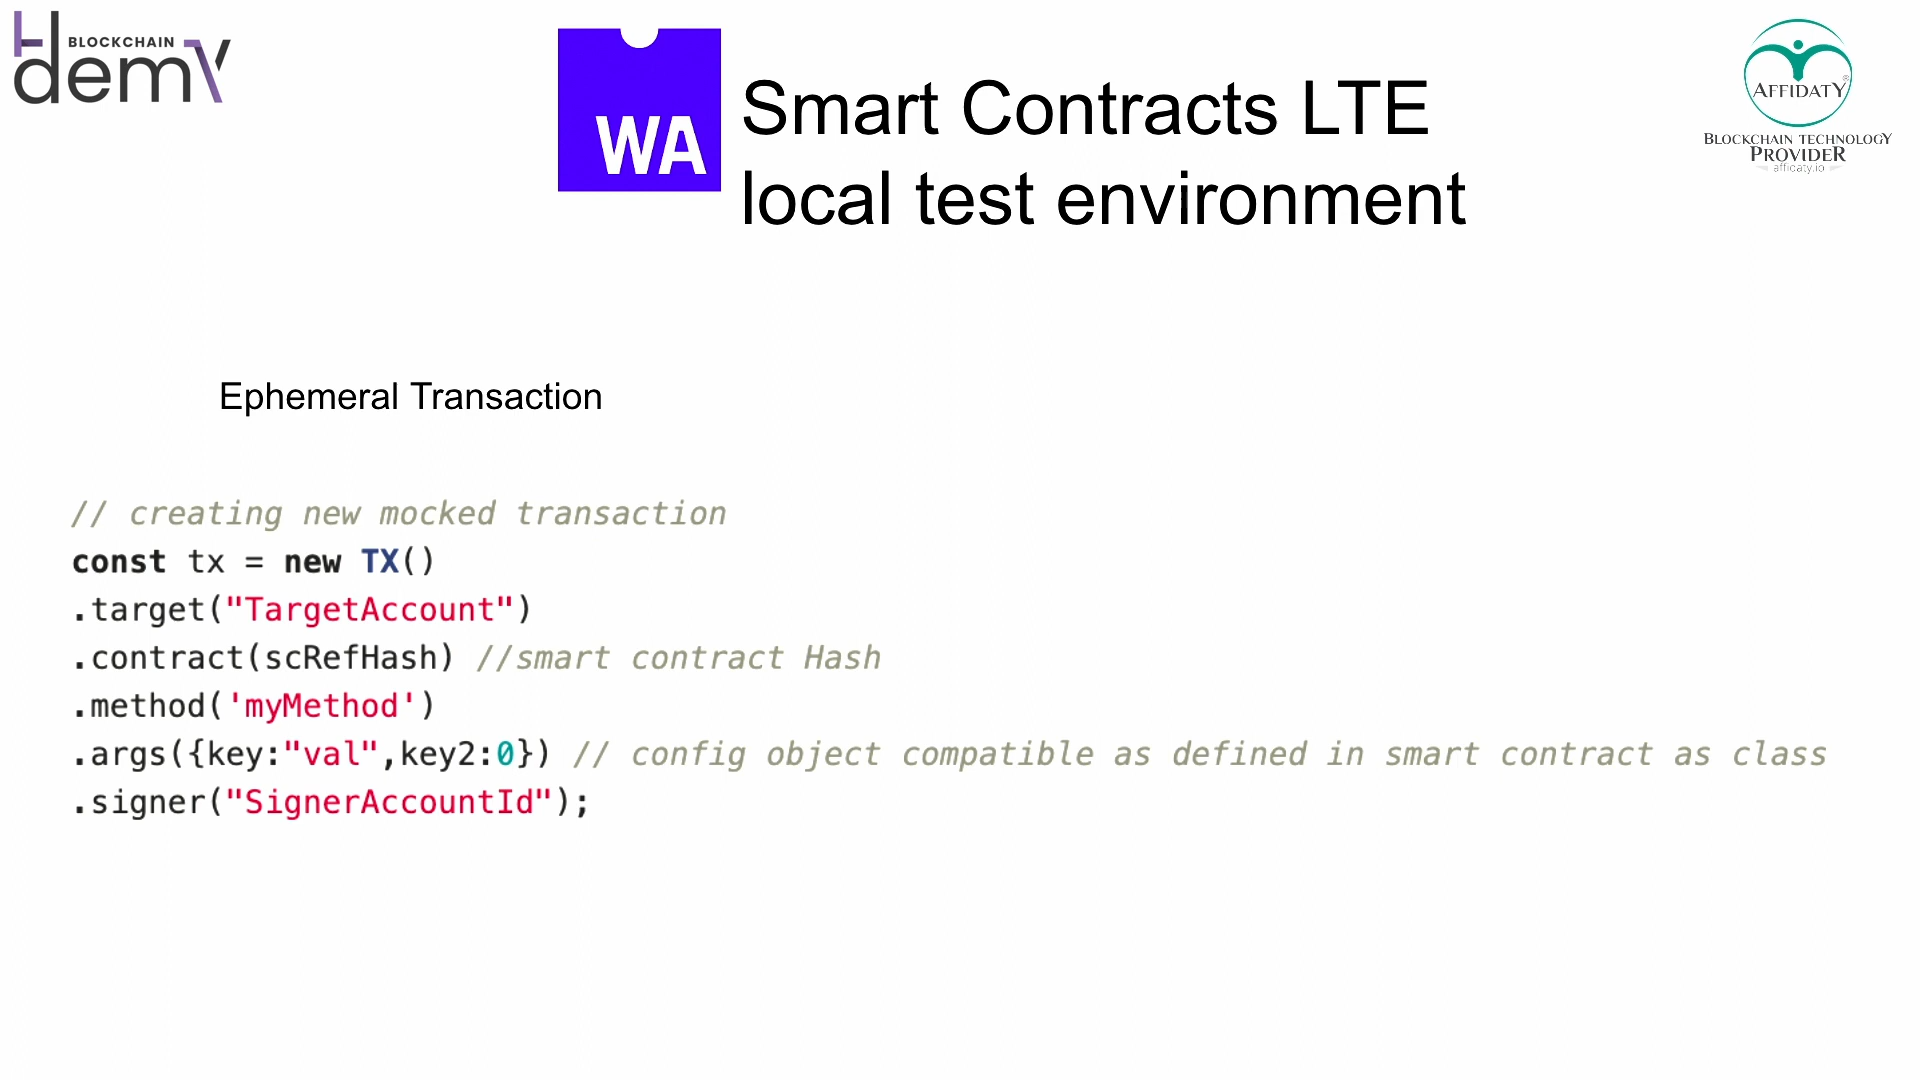 BLOCKCHAIN
demy
WA
Smart Contracts LTE
local test environment
AFFIDATY®
BLOCKCHAIN TECHNOLOGY
PROVIDER
affidaty.io
Ephemeral Transaction
// creating new mocked transaction
const tx = new TX()
.target("TargetAccount")
.contract(scRefHash) //smart contract Hash
.method('myMethod')
.args({key:"val",key2:0}) // config object compatible as defined in smart contract as class
.signer("SignerAccountId");